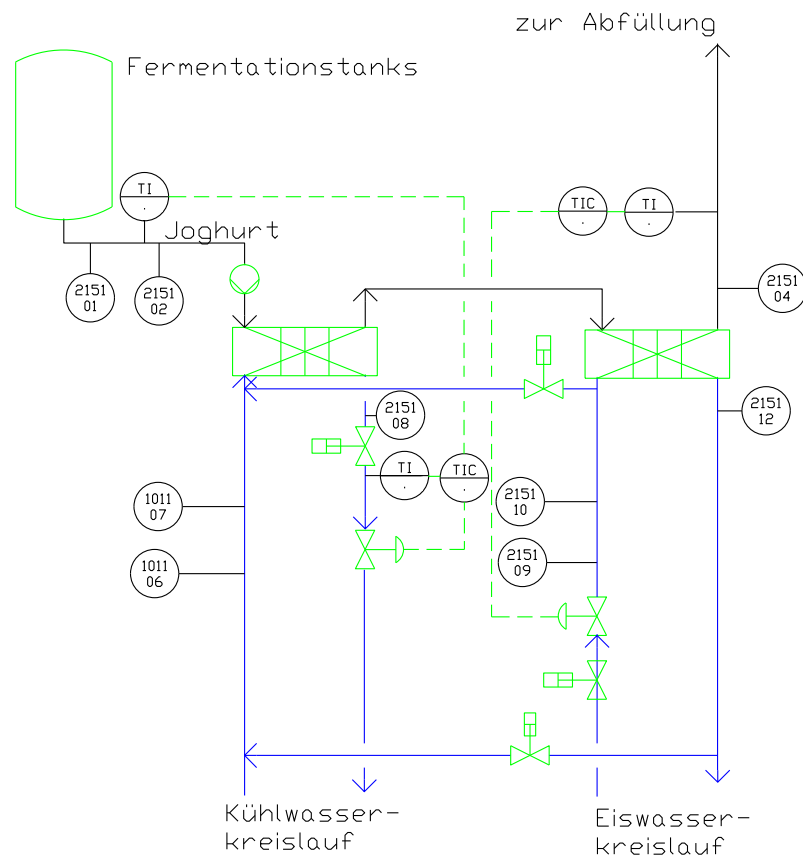 zur Abfüllung
Fermentationstanks
TI
.
TIC
.
TI
.
Joghurt
2151
01
2151
02
2151
04
2151
08
2151
12
TI
.
TIC
.
1011
07
2151
10
1011
06
2151
09
Kühlwasser-
kreislauf
Eiswasser-
kreislauf